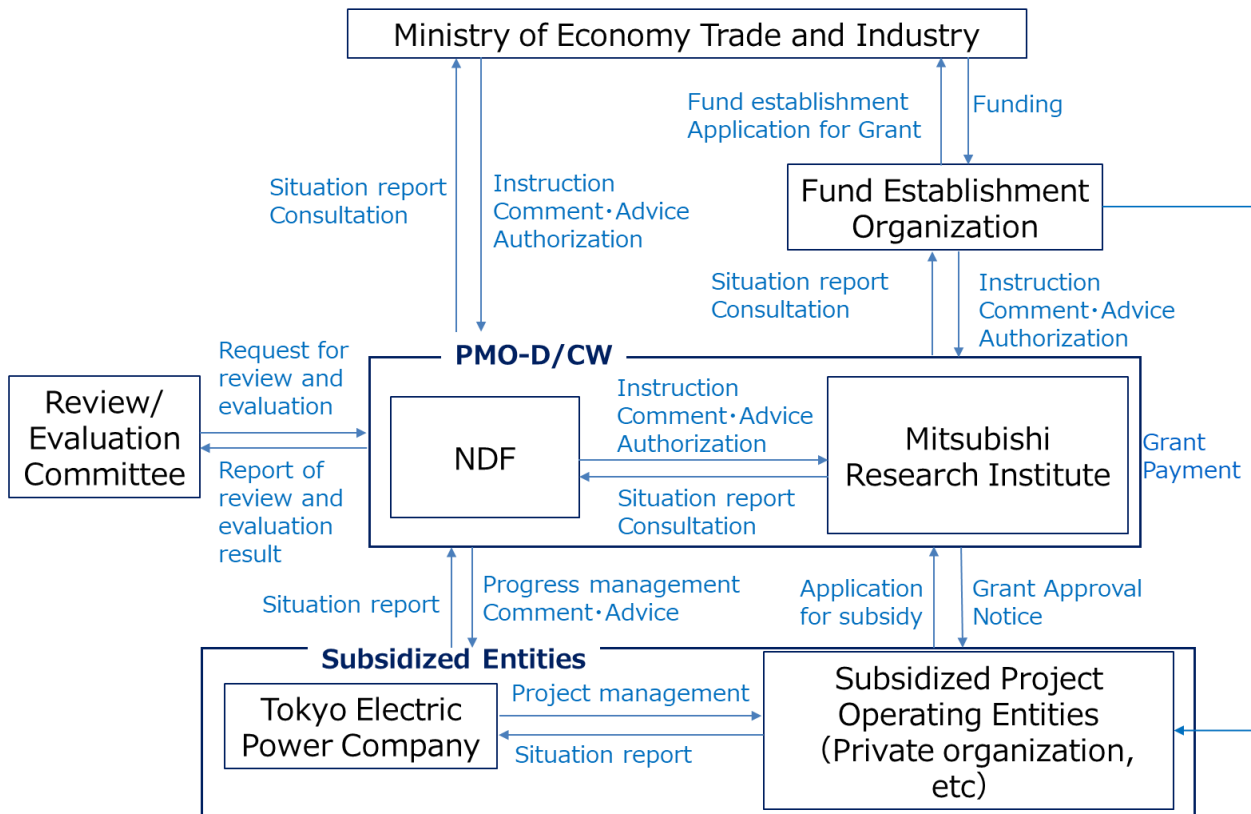 Ministry of Economy Trade and Industry
Fund establishment
Application for Grant
Funding
Situation report
Consultation
Instruction
Comment・Advice
Authorization
Fund Establishment
Organization
Situation report
Consultation
Instruction
Comment・Advice
Authorization
PMO-D/CW
Request for
review and
evaluation
Review/
Evaluation
Committee
Report of
review and
evaluation
result
NDF
Instruction
Comment・Advice
Authorization
Situation report
Consultation
Mitsubishi
Research Institute
Grant
Payment
Situation report
Progress management
Comment・Advice
Application
for subsidy
Grant Approval
Notice
Subsidized Entities
Tokyo Electric
Power Company
Project management
Situation report
Subsidized Project
Operating Entities
（Private organization,
etc）